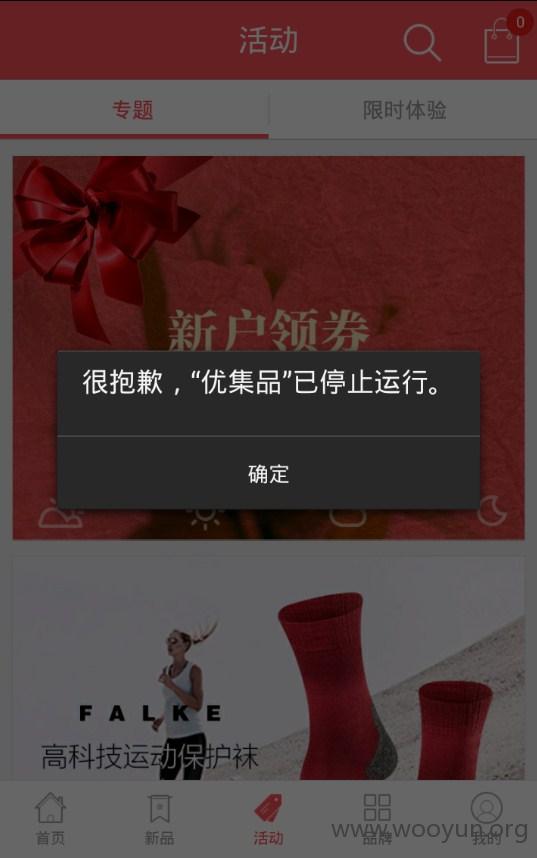 活动
0
专题
限时体验
新户领券
很抱歉，“优集品”已停止运行。
确定
FALKE
高科技运动保护袜
首页
新品
活动
品牌
我的
www.wooyun.org